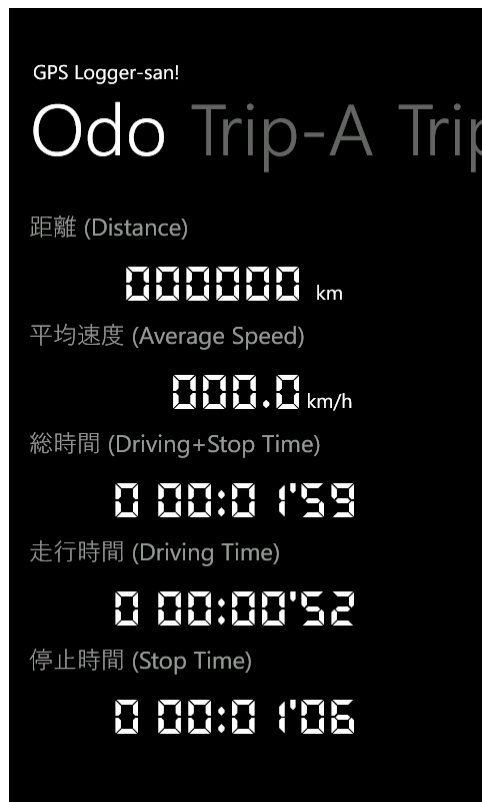 GPS Logger-san!
Odo Trip-A Trip
距離 (Distance)
000000 km
平均速度 (Average Speed)
000.0 km/h
総時間 (Driving+Stop Time)
0 00:01'59
走行時間 (Driving Time)
0 00:00'52
停止時間 (Stop Time)
0 00:01'06